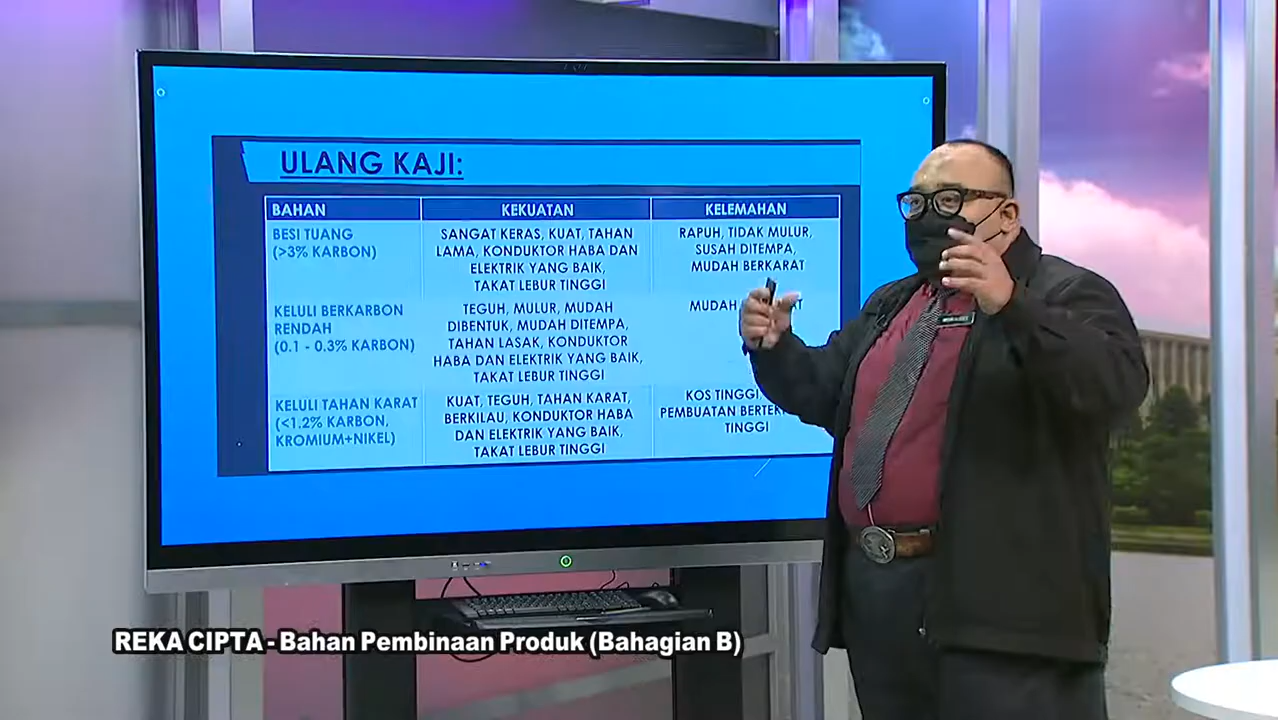 ULANG KAJI:
BAHAN
KEKUATAN
KELEMAHAN
BESI TUANG
(>3% KARBON)
SANGAT KERAS, KUAT, TAHAN
LAMA, KONDUKTOR HABA DAN
ELEKTRIK YANG BAIK,
TAKAT LEBUR TINGGI
RAPUH, TIDAK MULUR,
SUSAH DITEMPA,
MUDAH BERKARAT
KELULI BERKARBON
RENDAH
(0.1 - 0.3% KARBON)
TEGUH, MULUR, MUDAH
DIBENTUK, MUDAH DITEMPA,
TAHAN LASAK, KONDUKTOR
HABA DAN ELEKTRIK YANG BAIK,
TAKAT LEBUR TINGGI
MUDAH
KELULI TAHAN KARAT
(<1.2% KARBON,
KROMIUM+NIKEL)
KUAT, TEGUH, TAHAN KARAT,
BERKILAU, KONDUKTOR HABA
DAN ELEKTRIK YANG BAIK,
TAKAT LEBUR TINGGI
KOS TINGGI,
PEMBUATAN
TINGGI
REKA CIPTA - Bahan Pembinaan Produk (Bahagian B)